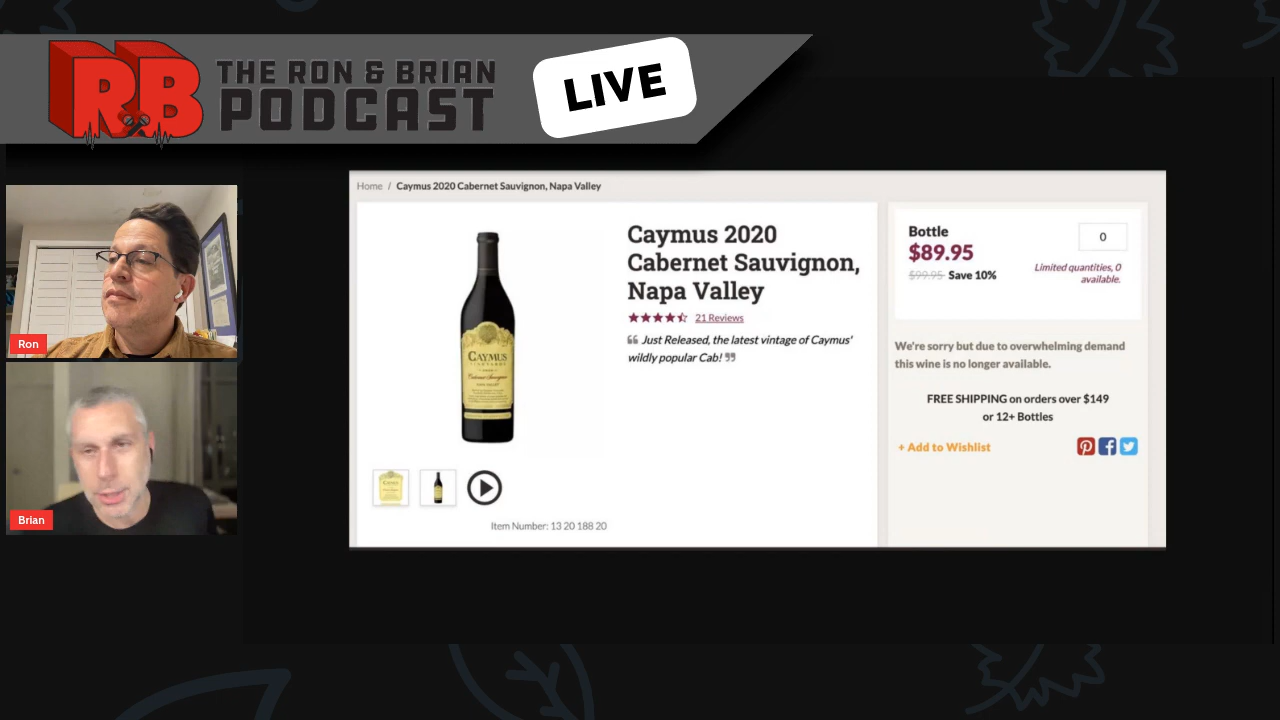 RB
THE RON & BRIAN
PODCAST
LIVE
Ron
Brian
Home / Caymus 2020 Cabernet Sauvignon, Napa Valley
Caymus 2020
Cabernet Sauvignon,
Napa Valley
21 Reviews
❝ Just Released, the latest vintage of Caymus'
wildly popular Cab! ❞
CAYMUS
VINEYARDS
Cabernet Sauvignon
Item Number: 13 20 188 20
Bottle
$89.95
$99.95 Save 10%
0
Limited quantities, 0
available.
We're sorry but due to overwhelming demand
this wine is no longer available.
FREE SHIPPING on orders over $149
or 12+ Bottles
+ Add to Wishlist